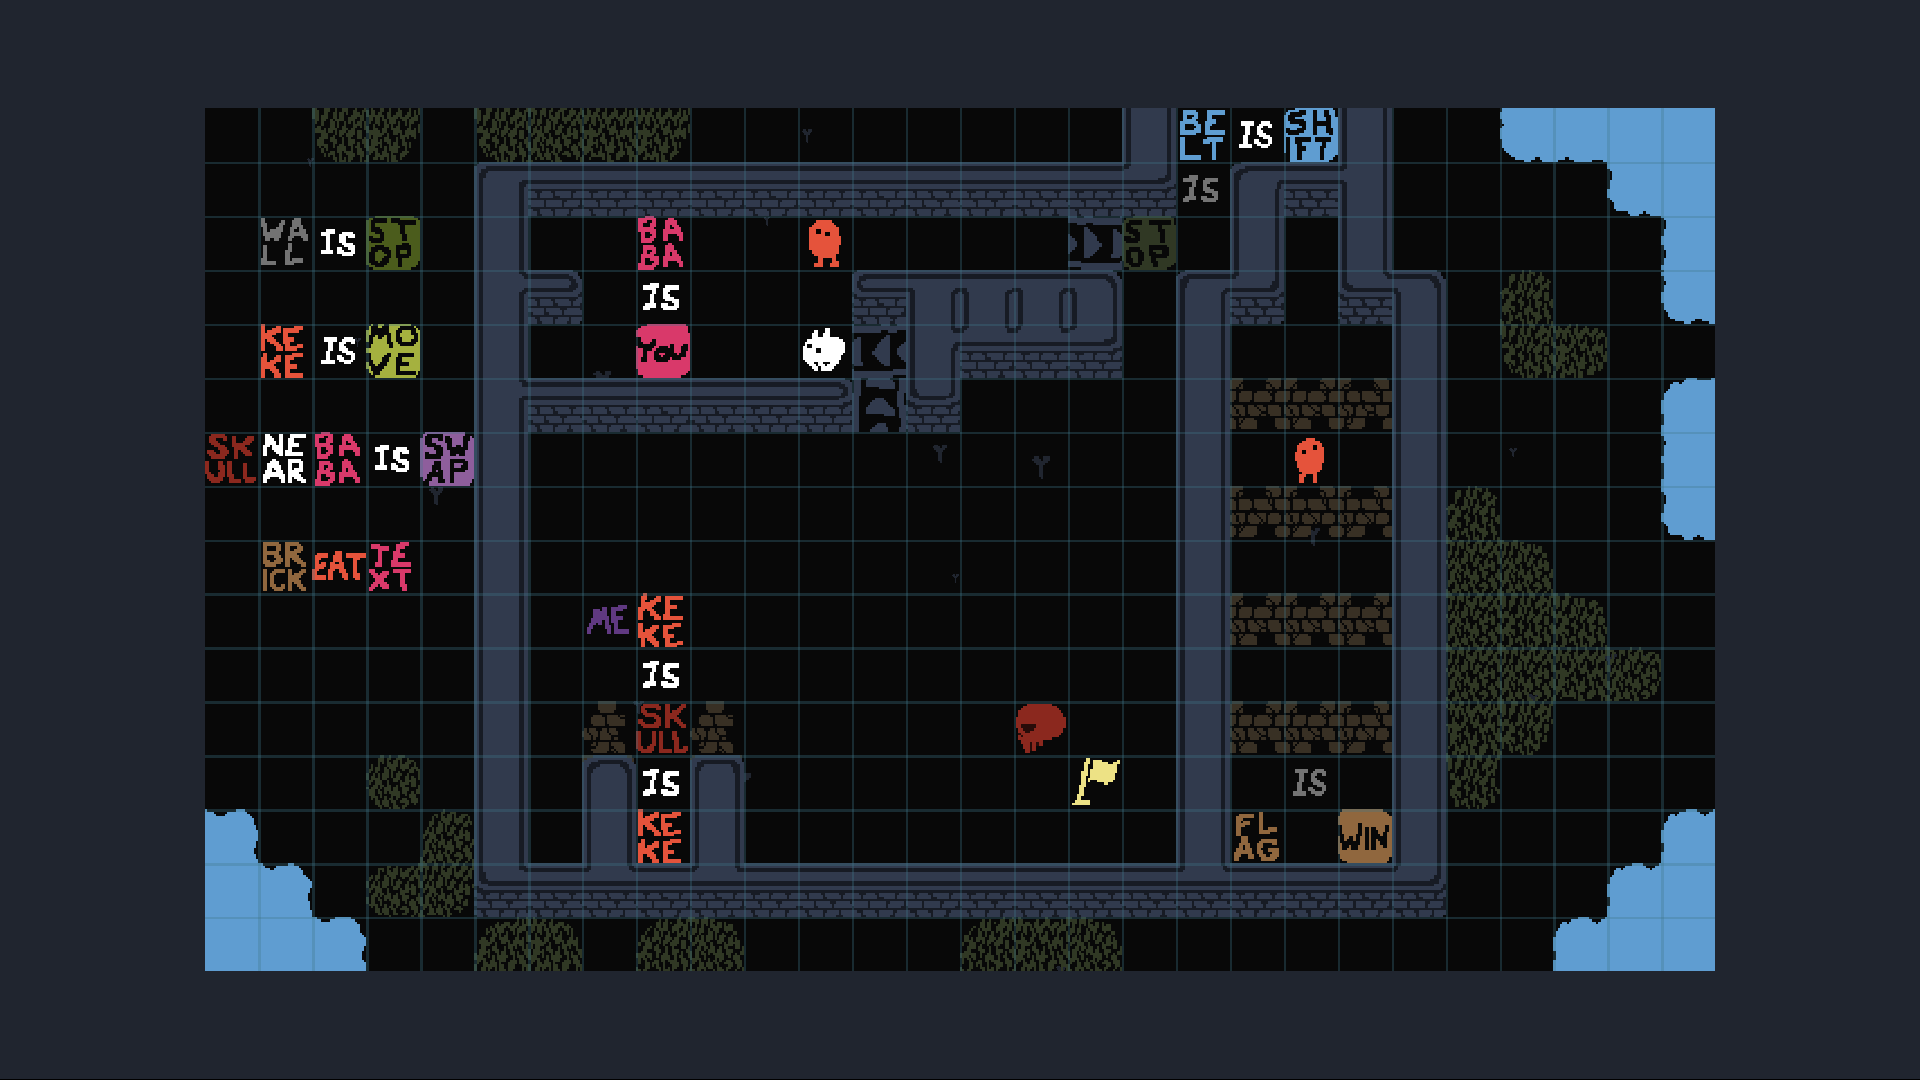 BELT IS SHFT
IS
WALL IS STOP
BABA
STOP
IS
KEKE IS MOVE
YOU
SKULL NEAR BABA IS SWAP
BRICK EAT TEXT
ME KEKE
IS
SKULL
IS
IS
KEKE
FLAG
WIN